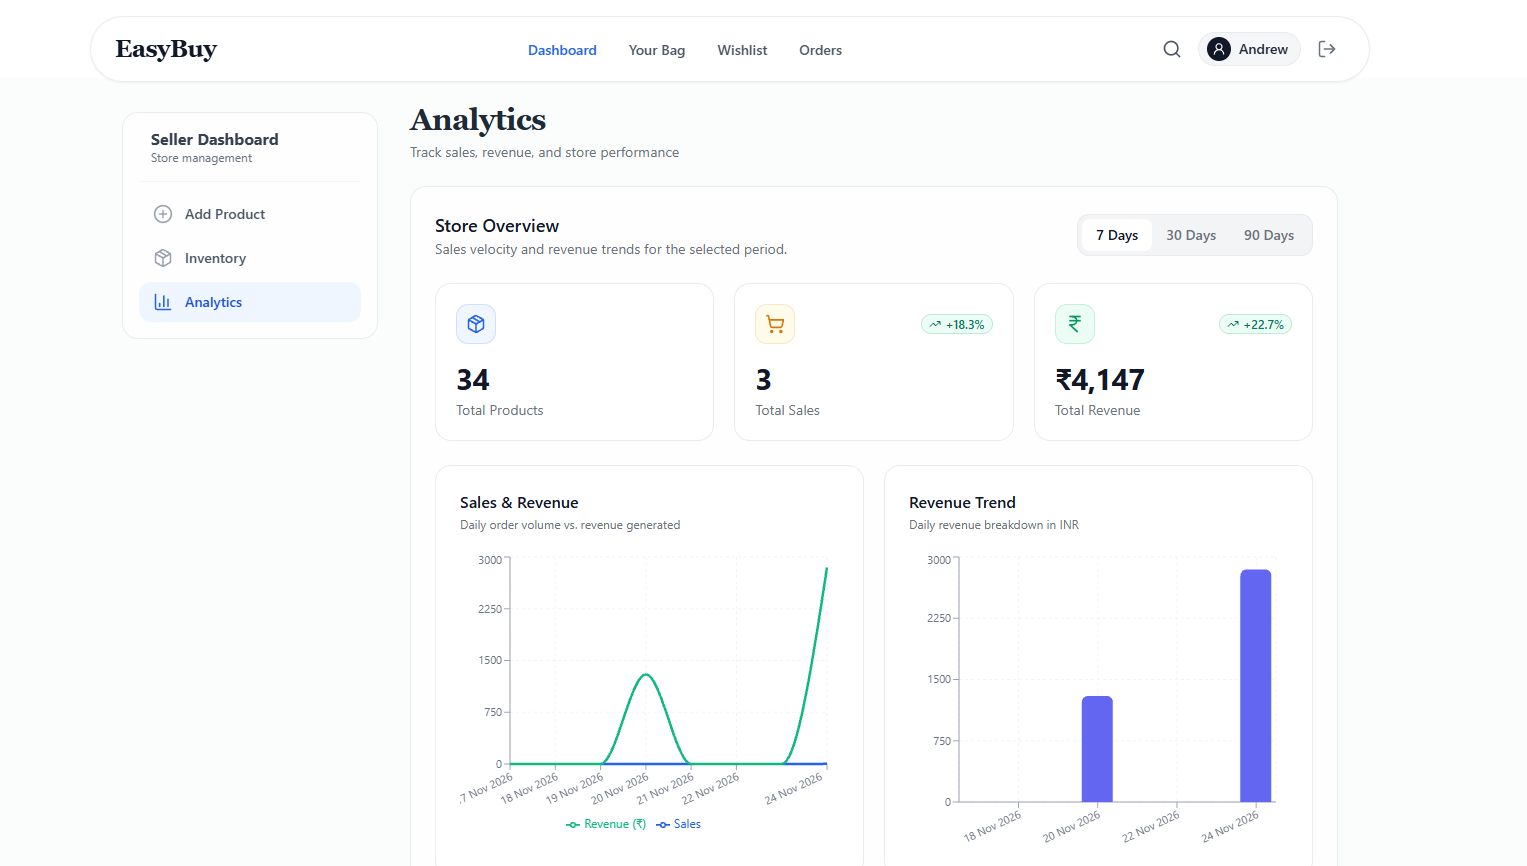 EasyBuy
Dashboard
Your Bag
Wishlist
Orders
Andrew
Seller Dashboard
Store management
Add Product
Inventory
Analytics
Analytics
Track sales, revenue, and store performance
Store Overview
Sales velocity and revenue trends for the selected period.
7 Days
30 Days
90 Days
34
Total Products
+18.3%
3
Total Sales
+22.7%
₹4,147
Total Revenue
Sales & Revenue
Daily order volume vs. revenue generated
3000
2250
1500
750
0
7 Nov 2026
18 Nov 2026
19 Nov 2026
20 Nov 2026
21 Nov 2026
22 Nov 2026
24 Nov 2026
Revenue (₹)
Sales
Revenue Trend
Daily revenue breakdown in INR
3000
2250
1500
750
0
18 Nov 2026
20 Nov 2026
22 Nov 2026
24 Nov 2026